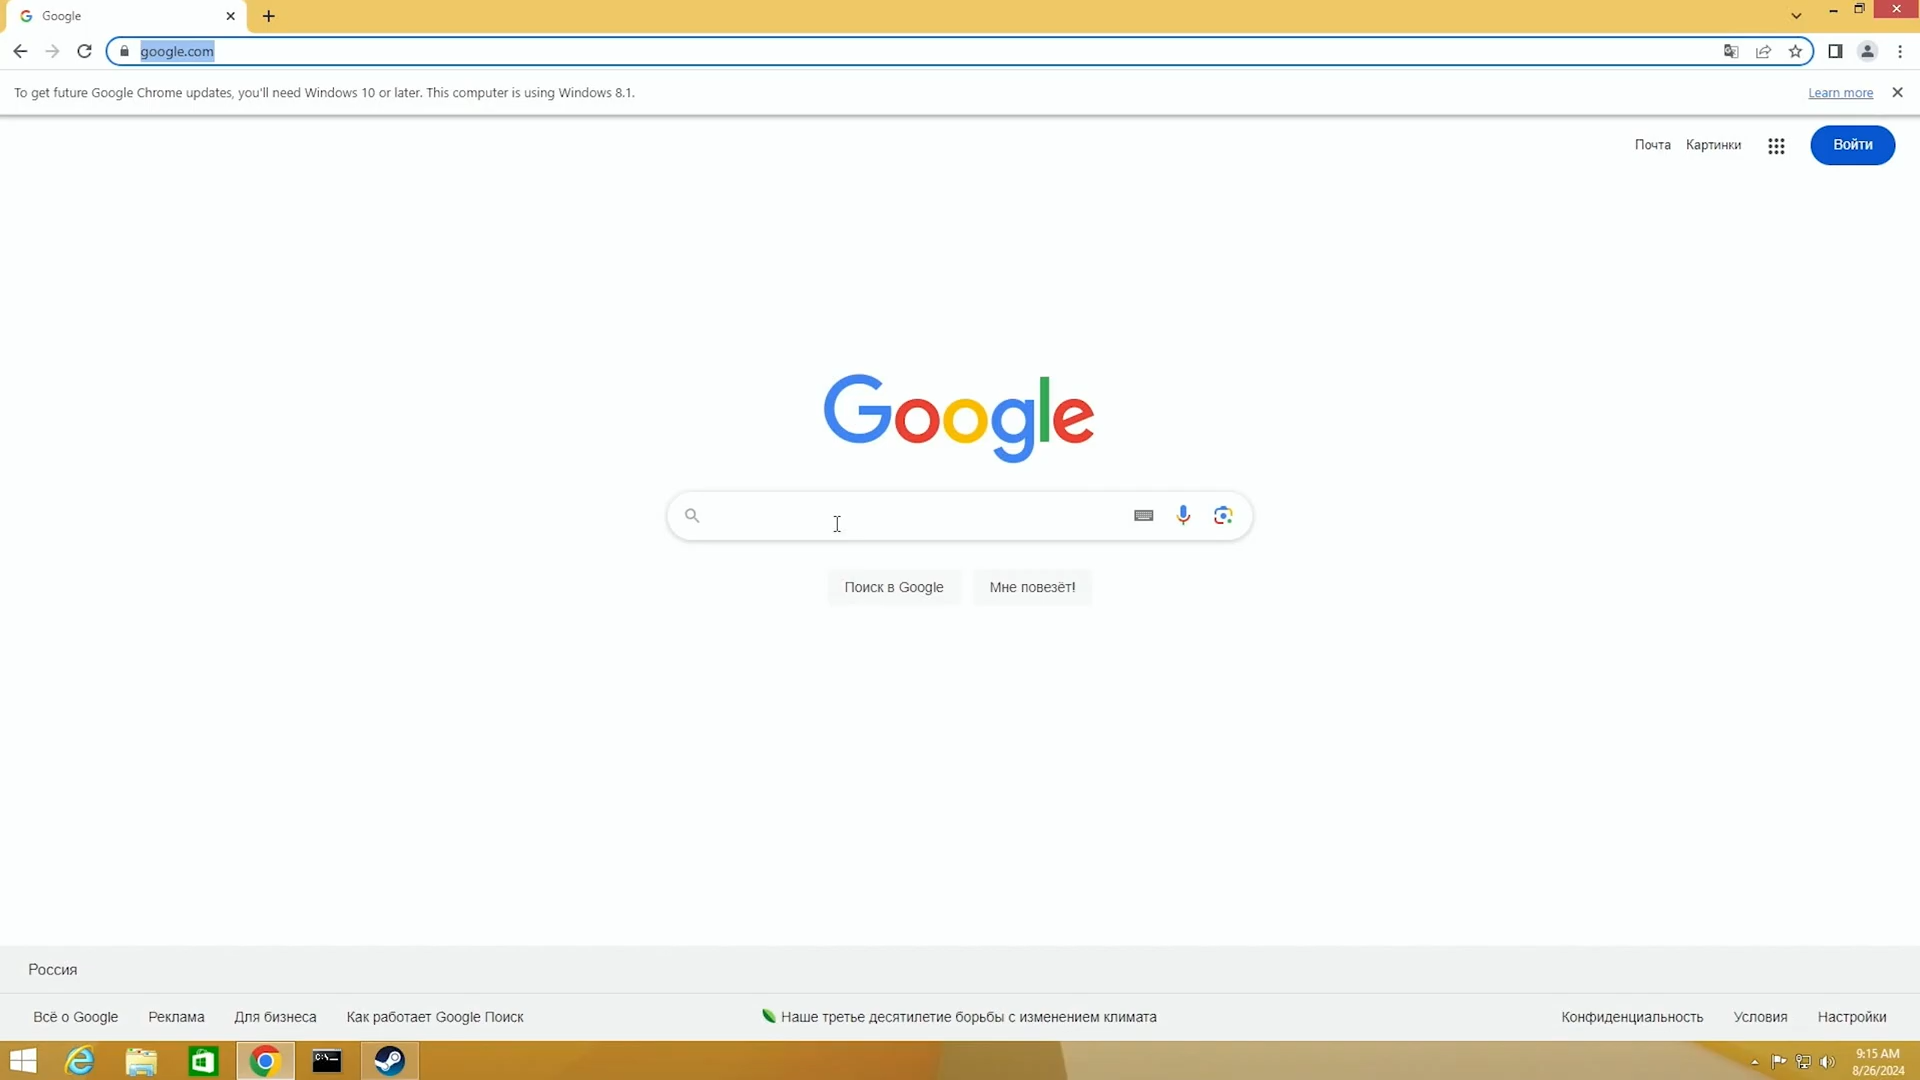 Google
google.com
To get future Google Chrome updates, you'll need Windows 10 or later. This computer is using Windows 8.1.
Learn more
Почта
Картинки
Войти
Google
Поиск в Google
Мне повезёт!
Россия
Всё о Google
Реклама
Для бизнеса
Как работает Google Поиск
Наше третье десятилетие борьбы с изменением климата
Конфиденциальность
Условия
Настройки
9:15 AM
8/26/2024